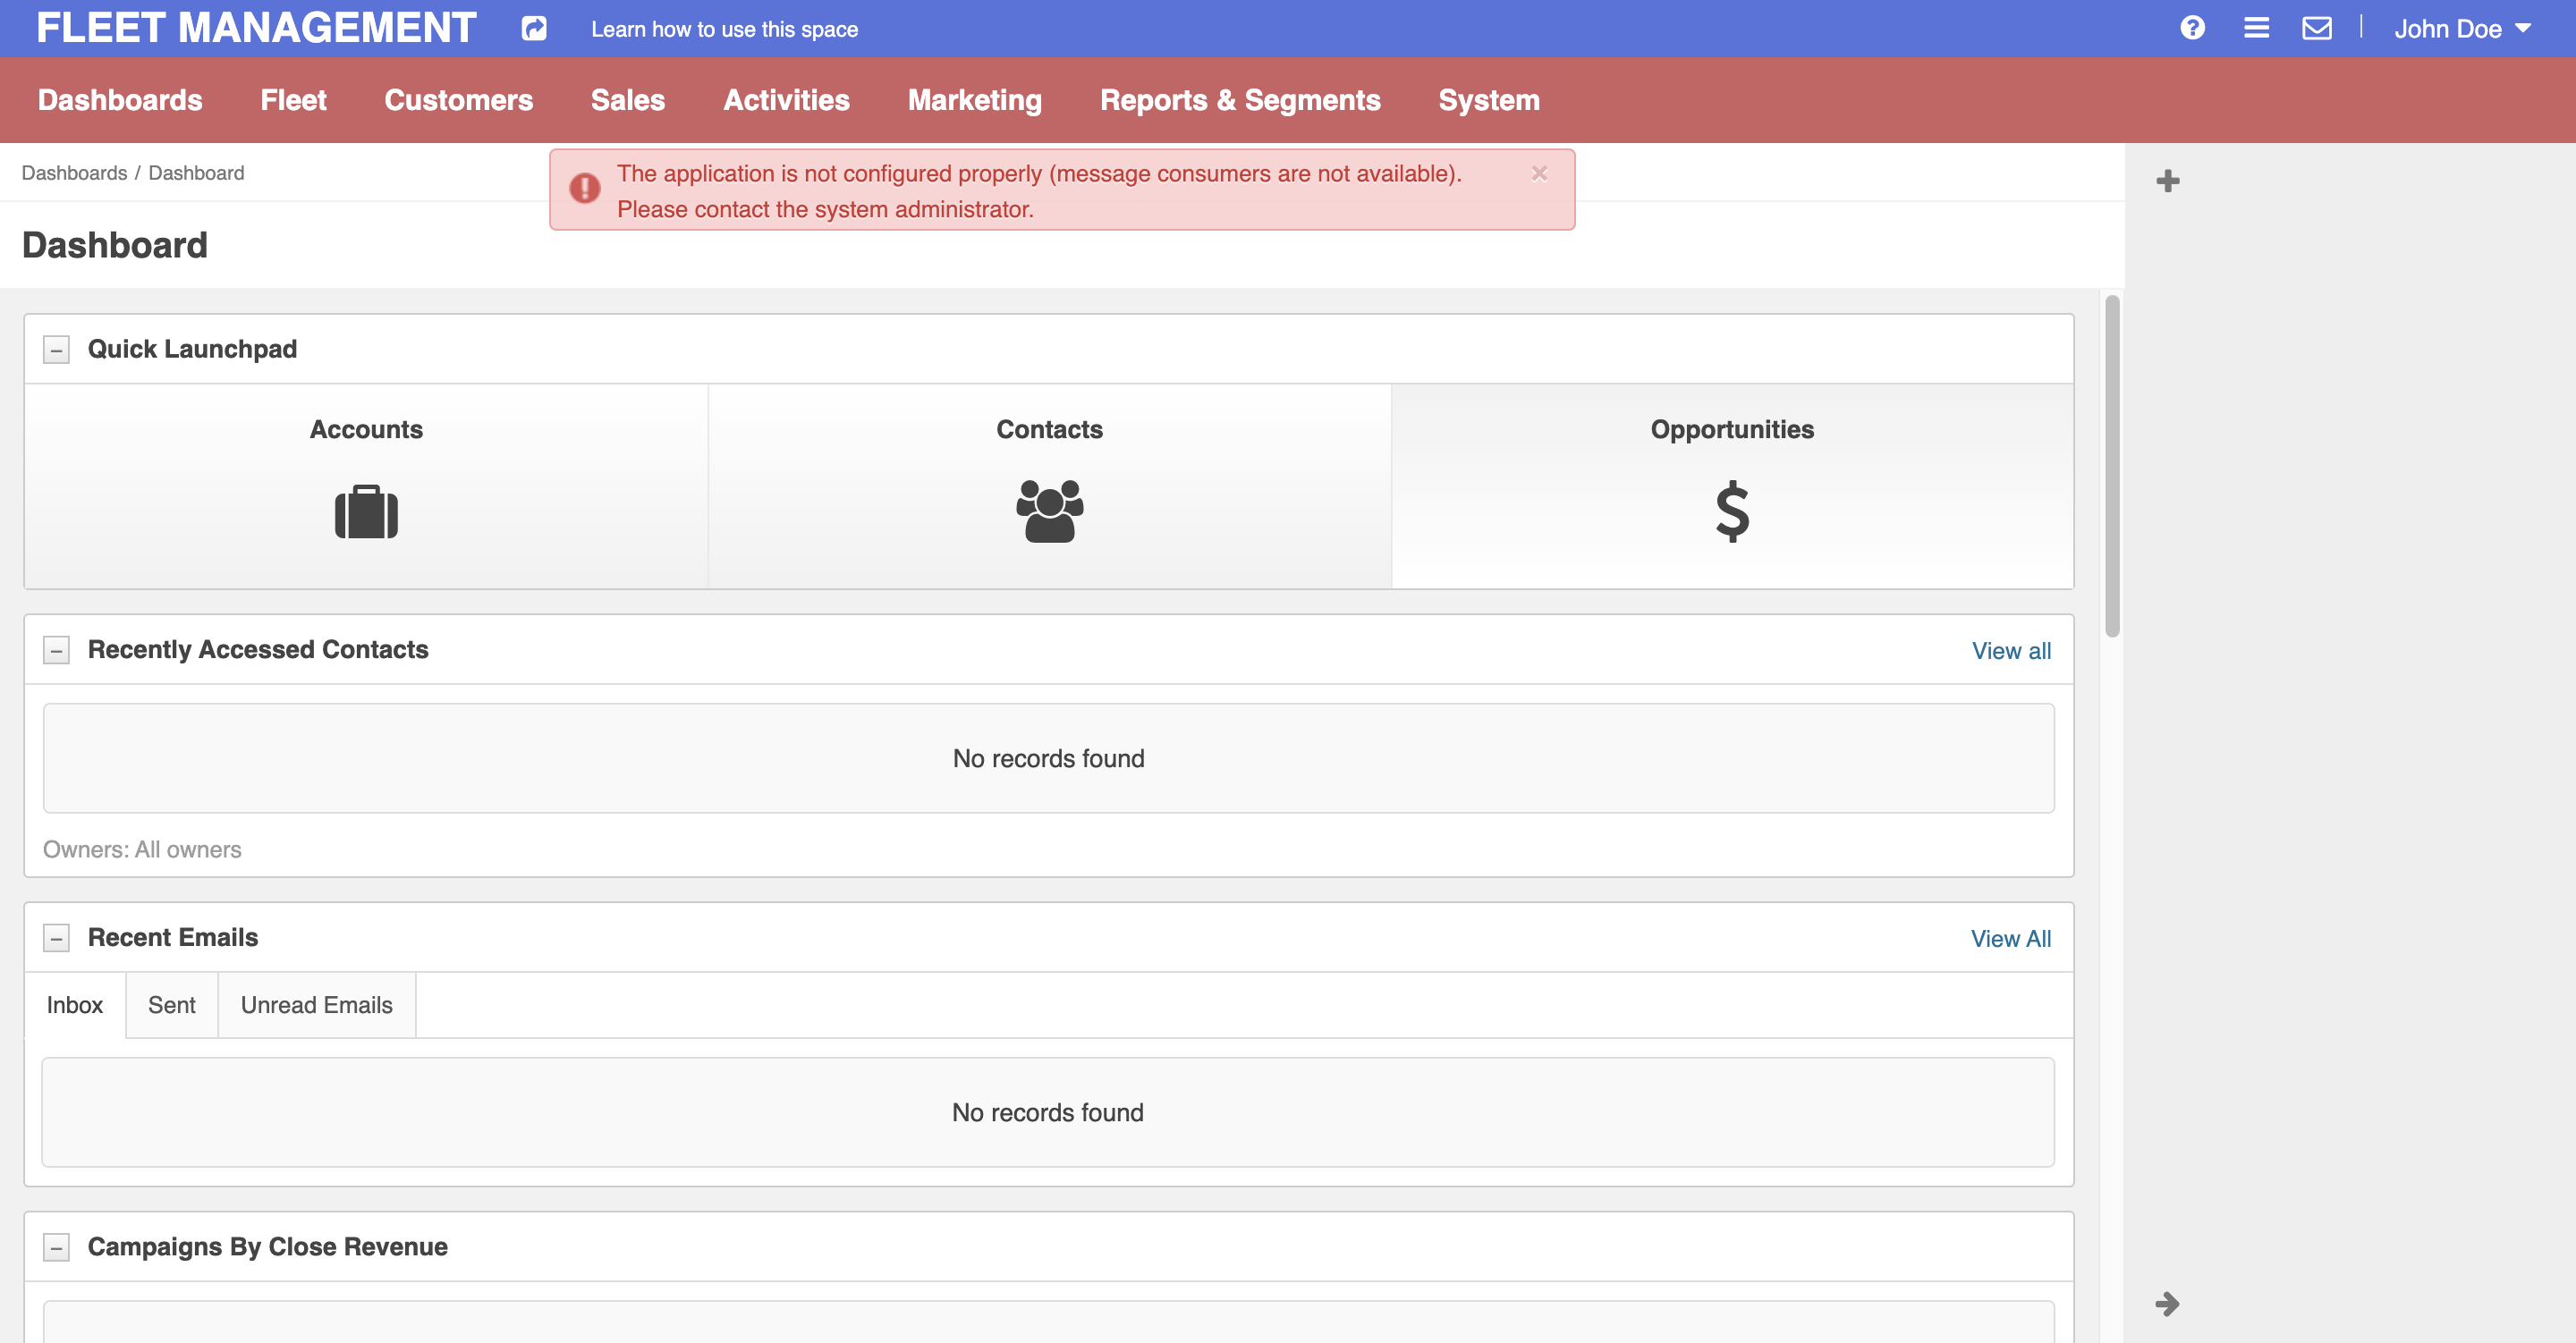 FLEET MANAGEMENT
Learn how to use this space
John Doe
Dashboards Fleet Customers Sales Activities Marketing Reports & Segments System
Dashboards / Dashboard
The application is not configured properly (message consumers are not available).
Please contact the system administrator.
Dashboard
Quick Launchpad
Accounts Contacts Opportunities
Recently Accessed Contacts View all
No records found
Owners: All owners
Recent Emails View All
Inbox Sent Unread Emails
No records found
Campaigns By Close Revenue